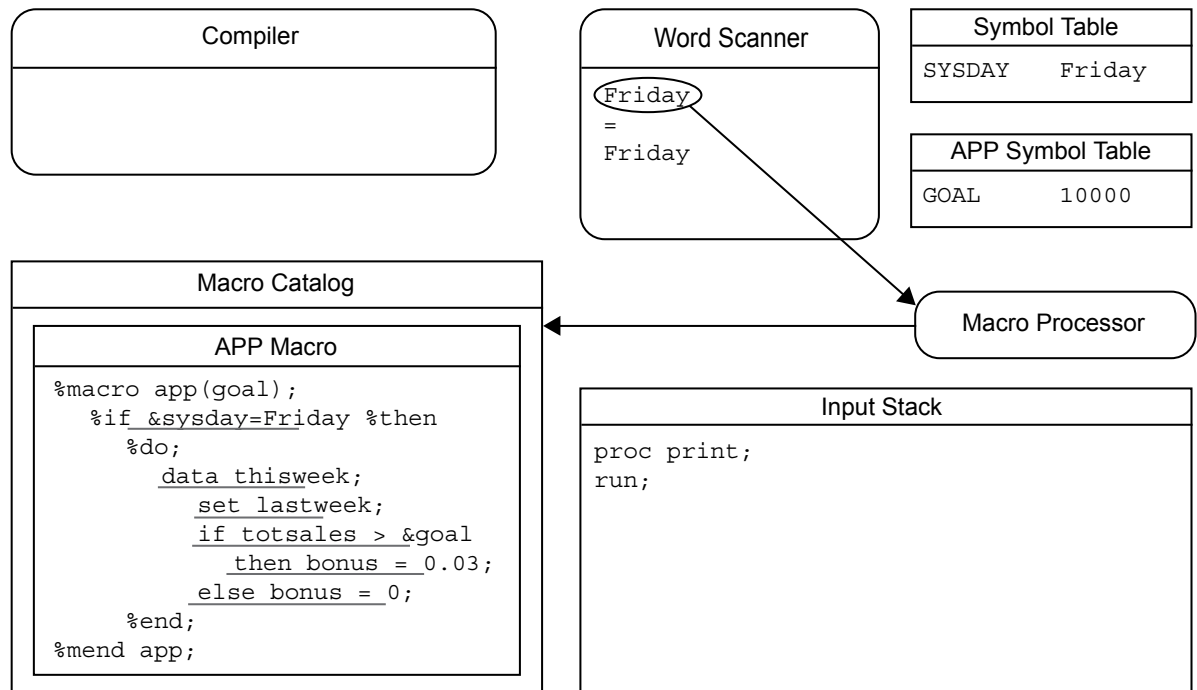 Compiler
Word Scanner
Friday
=
Friday
Symbol Table
SYSDAY Friday
APP Symbol Table
GOAL 10000
Macro Catalog
APP Macro
%macro app(goal);
%if &sysday=Friday %then
%do;
data thisweek;
set lastweek;
if totsales > &goal
then bonus = 0.03;
else bonus = 0;
%end;
%mend app;
Macro Processor
Input Stack
proc print;
run;